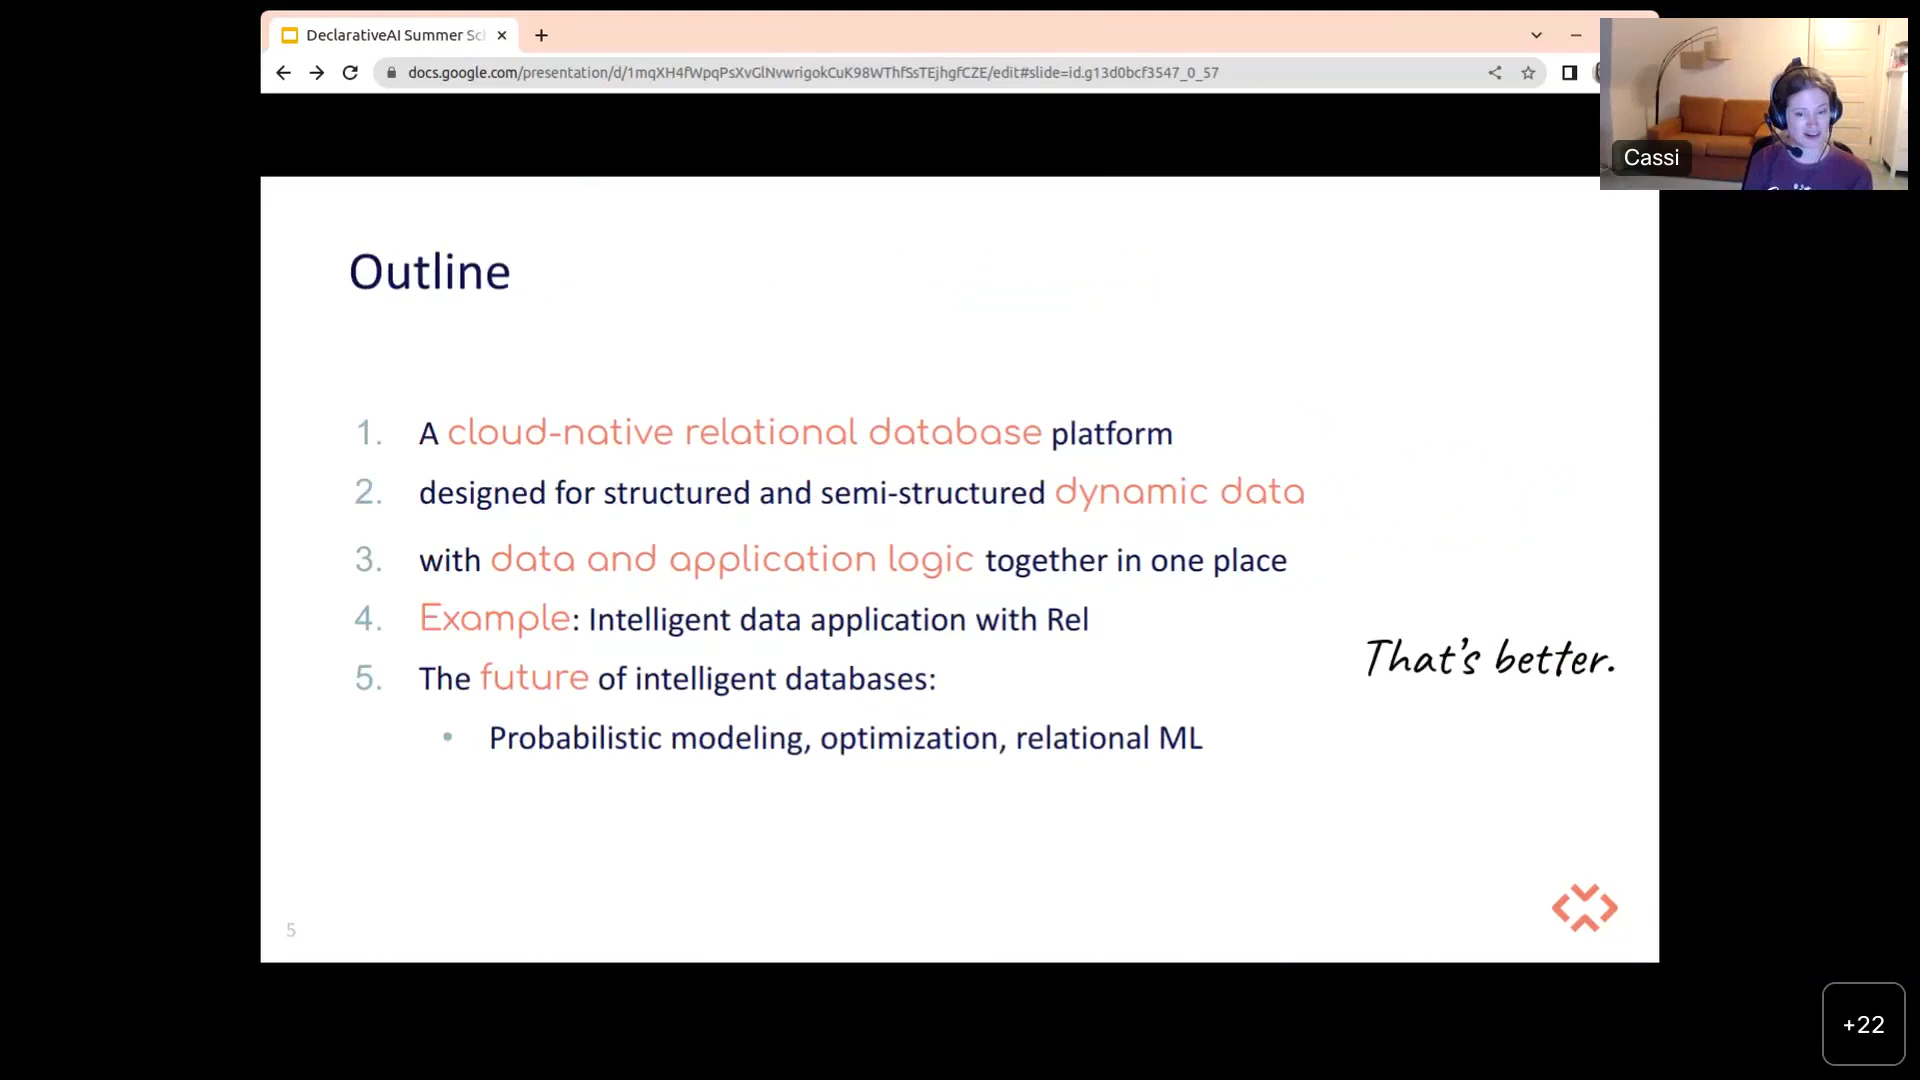 DeclarativeAI Summer Sc
docs.google.com/presentation/d/1mqXH4fWpqPsXvGlNvwrigokCuK98WThfSsTEjhgfCZE/edit#slide=id.g13d0bcf3547_0_57
Cassi
Outline
1. A cloud-native relational database platform
2. designed for structured and semi-structured dynamic data
3. with data and application logic together in one place
4. Example: Intelligent data application with Rel
5. The future of intelligent databases:
• Probabilistic modeling, optimization, relational ML
That's better.
5
+22